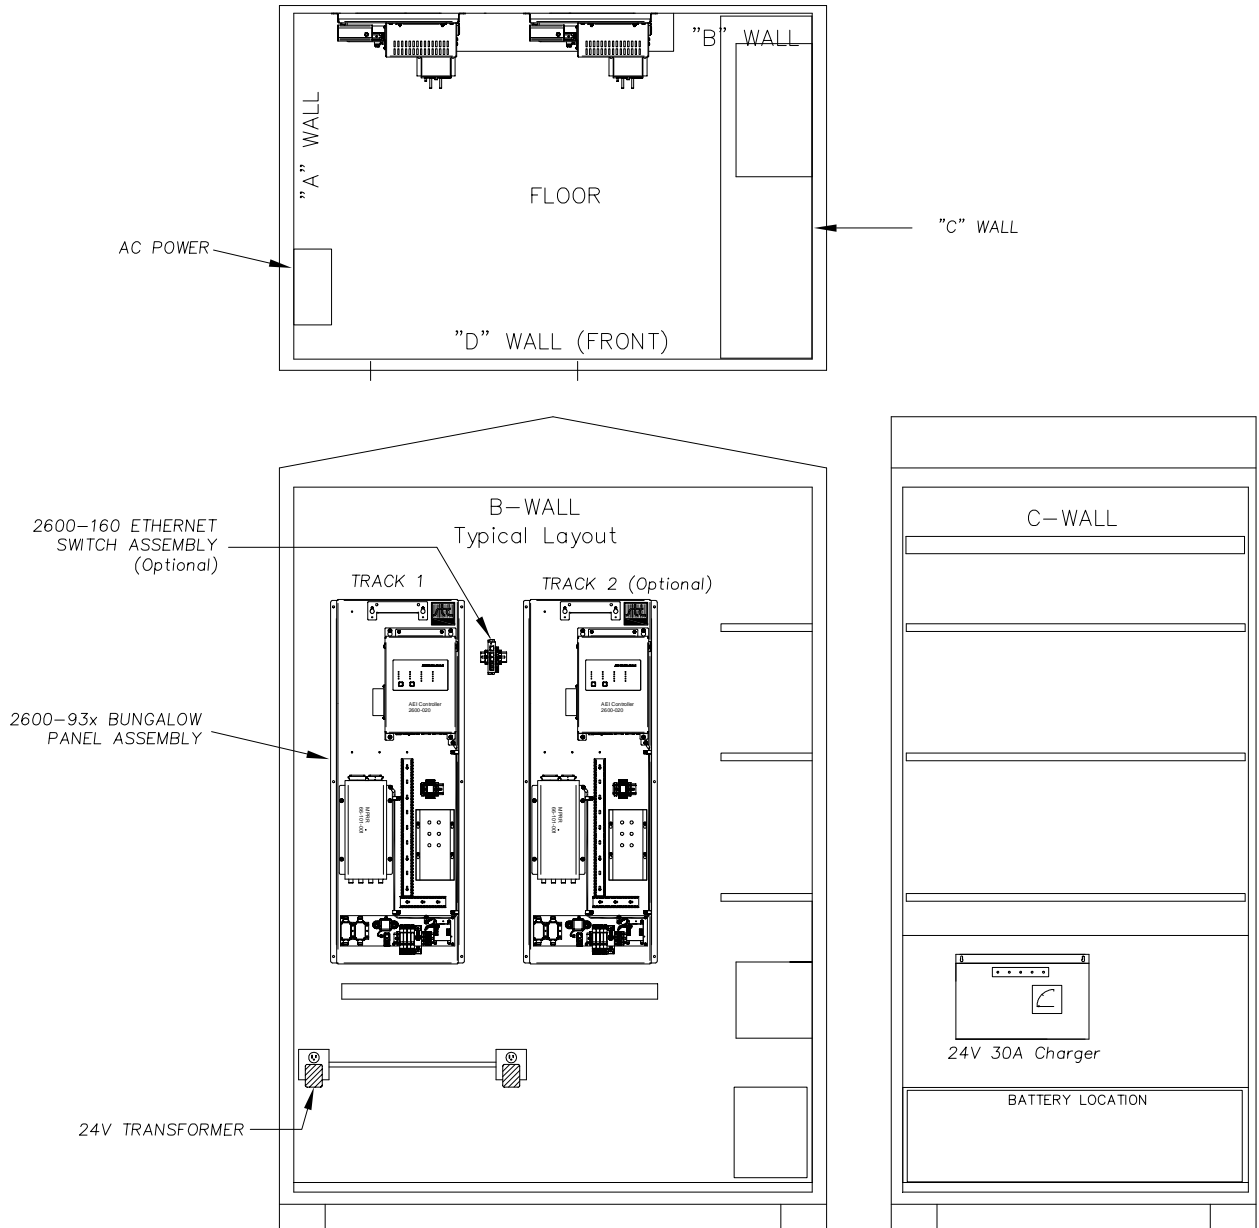 "B" WALL
"A" WALL
FLOOR
AC POWER
"C" WALL
"D" WALL (FRONT)
B-WALL
Typical Layout
C-WALL
2600-160 ETHERNET
SWITCH ASSEMBLY
(Optional)
TRACK 1
TRACK 2 (Optional)
AEI Controller
2600-020
AEI Controller
2600-020
2600-93x BUNGALOW
PANEL ASSEMBLY
24V 30A Charger
BATTERY LOCATION
24V TRANSFORMER